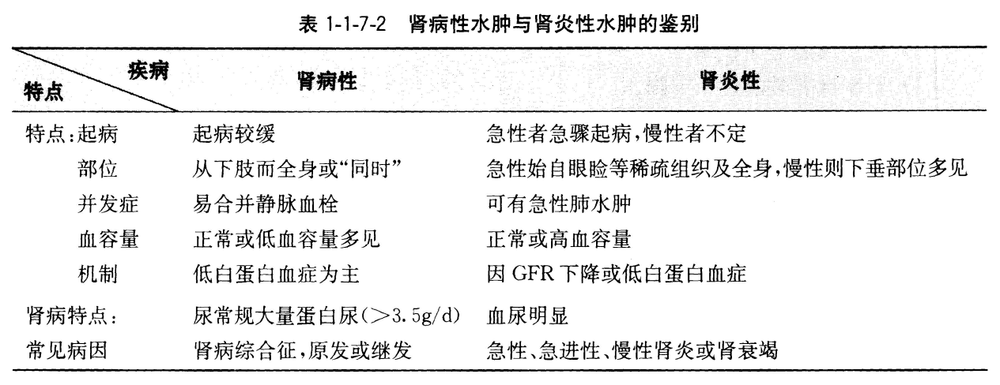 表 1-1-7-2 肾病性水肿与肾炎性水肿的鉴别
疾病
特点 肾病性 肾炎性
特点:起病 起病较缓 急性者急骤起病,慢性者不定
部位 从下肢而全身或“同时” 急性始自眼睑等稀疏组织及全身,慢性则下垂部位多见
并发症 易合并静脉血栓 可有急性肺水肿
血容量 正常或低血容量多见 正常或高血容量
机制 低白蛋白血症为主 因 GFR 下降或低白蛋白血症
肾病特点: 尿常规大量蛋白尿(>3.5g/d) 血尿明显
常见病因 肾病综合征,原发或继发 急性、急进性、慢性肾炎或肾衰竭